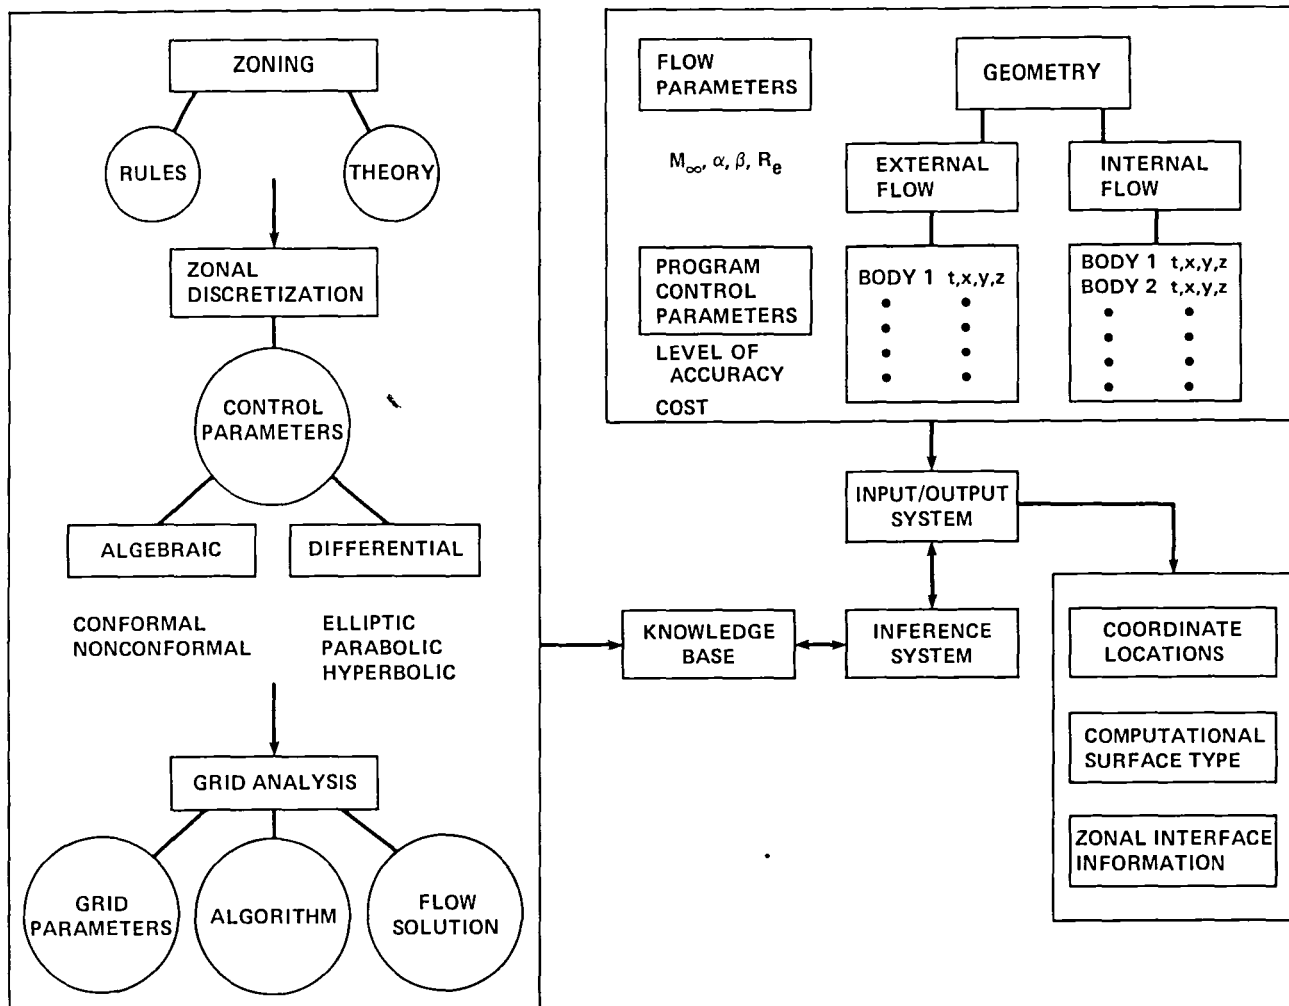 ZONING
RULES
THEORY
ZONAL
DISCRETIZATION
CONTROL
PARAMETERS
ALGEBRAIC
DIFFERENTIAL
CONFORMAL
NONCONFORMAL
ELLIPTIC
PARABOLIC
HYPERBOLIC
GRID ANALYSIS
GRID
PARAMETERS
ALGORITHM
FLOW
SOLUTION
FLOW
PARAMETERS
M∞, α, β, Re
PROGRAM
CONTROL
PARAMETERS
LEVEL OF
ACCURACY
COST
GEOMETRY
EXTERNAL
FLOW
BODY 1 t,x,y,z
INTERNAL
FLOW
BODY 1 t,x,y,z
BODY 2 t,x,y,z
INPUT/OUTPUT
SYSTEM
KNOWLEDGE
BASE
INFERENCE
SYSTEM
COORDINATE
LOCATIONS
COMPUTATIONAL
SURFACE TYPE
ZONAL INTERFACE
INFORMATION